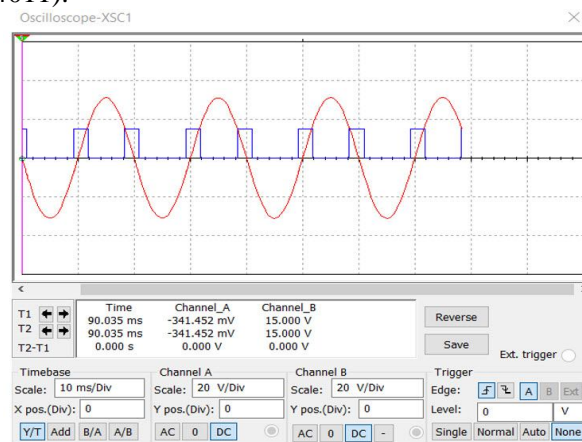 Oscilloscope-XSC1
Time Channel_A Channel_B
T1 90.035 ms -341.452 mV 15.000 V
T2 90.035 ms -341.452 mV 15.000 V
T2-T1 0.000 s 0.000 V 0.000 V
Reverse
Save
Ext. trigger
Timebase
Scale: 10 ms/Div
X pos.(Div): 0
Y/T Add B/A A/B
Channel A
Scale: 20 V/Div
Y pos.(Div): 0
AC 0 DC
Channel B
Scale: 20 V/Div
Y pos.(Div): 0
AC 0 DC -
Trigger
Edge: A B Ext
Level: 0 V
Single Normal Auto None